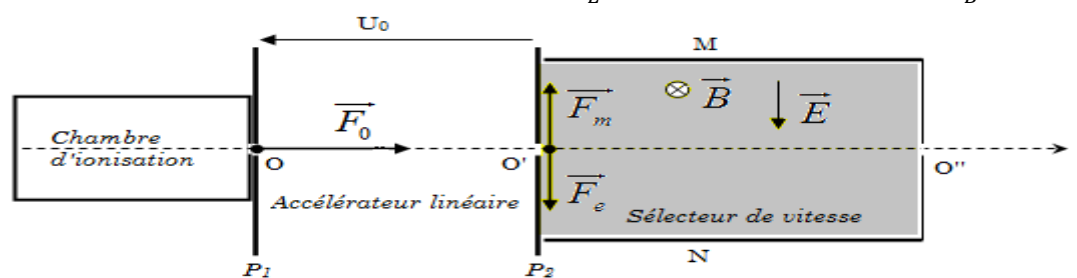 E B
U₀
M
F₀
Fₘ
B
E
Chambre
d'ionisation
O
O'
O"
Accélérateur linéaire
Fₑ
Sélecteur de vitesse
N
P₁
P₂